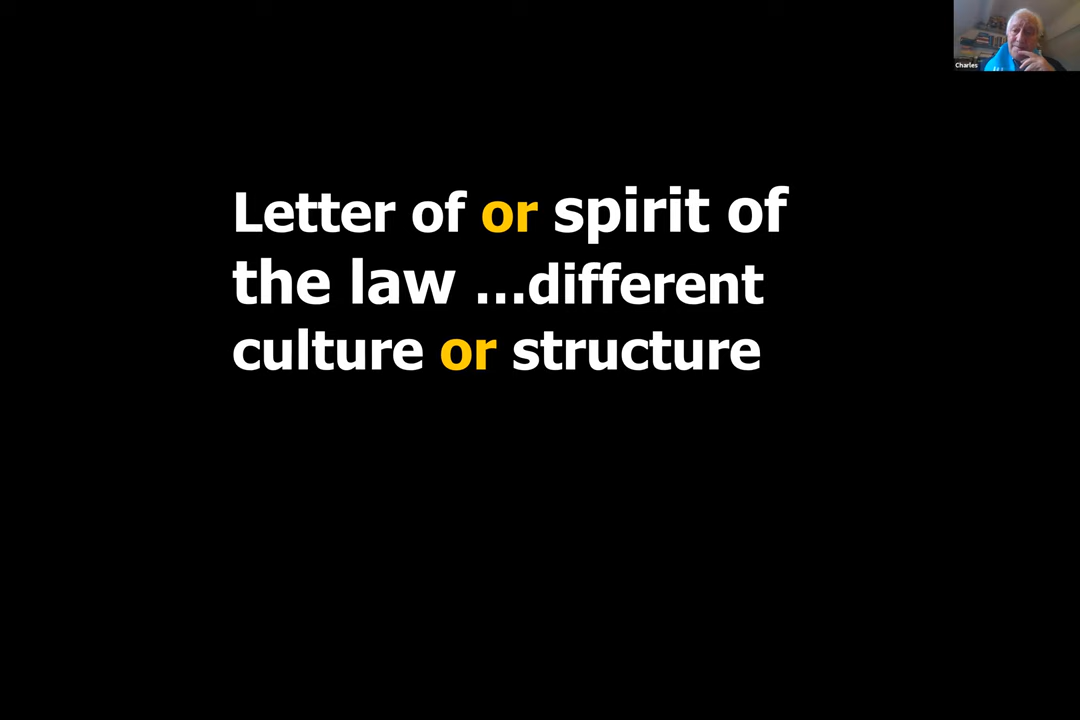 Charles
Letter of or spirit of
the law ...different
culture or structure